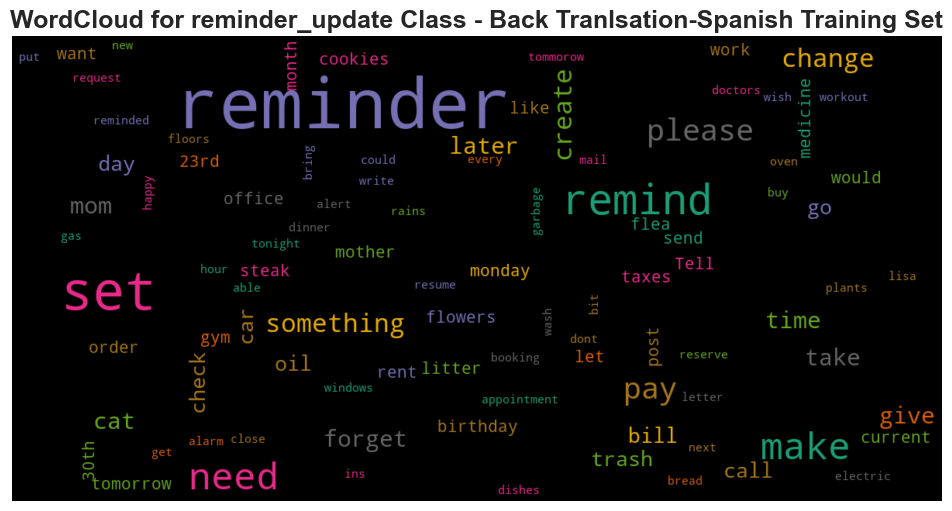 WordCloud for reminder_update Class - Back Tranlsation-Spanish Training Set
put want new month cookies tommorow work change
request reminder like create doctors wish workout medicine
reminded floors please
day 23rd bring could later every mail oven would
happy write remind buy
mom office alert rains garbage flea go
gas dinner send
tonight mother
hour steak monday taxes Tell lisa
set able resume plants
car something flowers wash bit time
gym dont post
order check oil booking let reserve take
rent litter
windows pay letter
cat appointment give
forget birthday bill current
30th alarm close next make
get trash
tomorrow need ins call electric
dishes bread